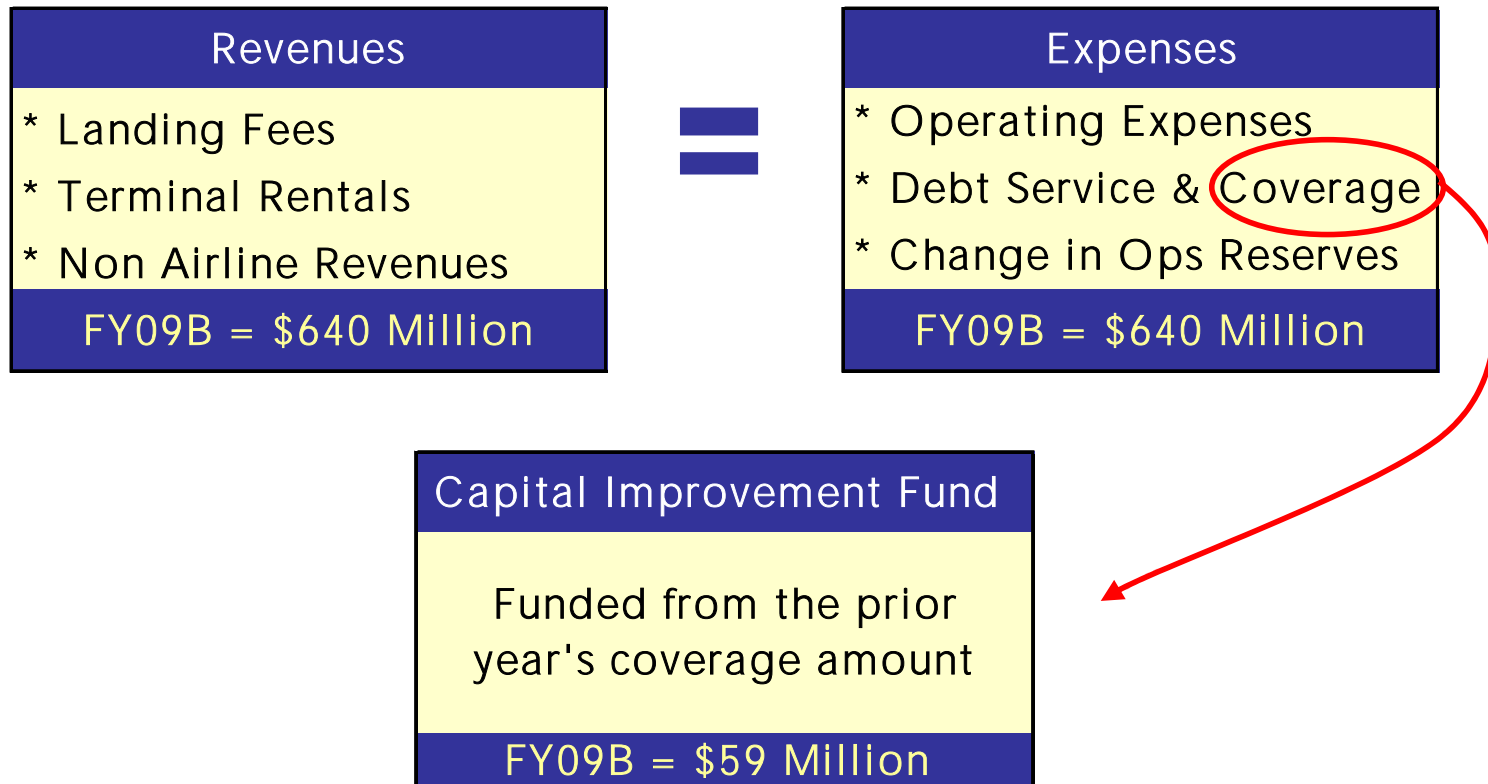 Revenues
* Landing Fees
* Terminal Rentals
* Non Airline Revenues
FY09B = $640 Million
=
Expenses
* Operating Expenses
* Debt Service & Coverage
* Change in Ops Reserves
FY09B = $640 Million
Capital Improvement Fund
Funded from the prior
year's coverage amount
FY09B = $59 Million